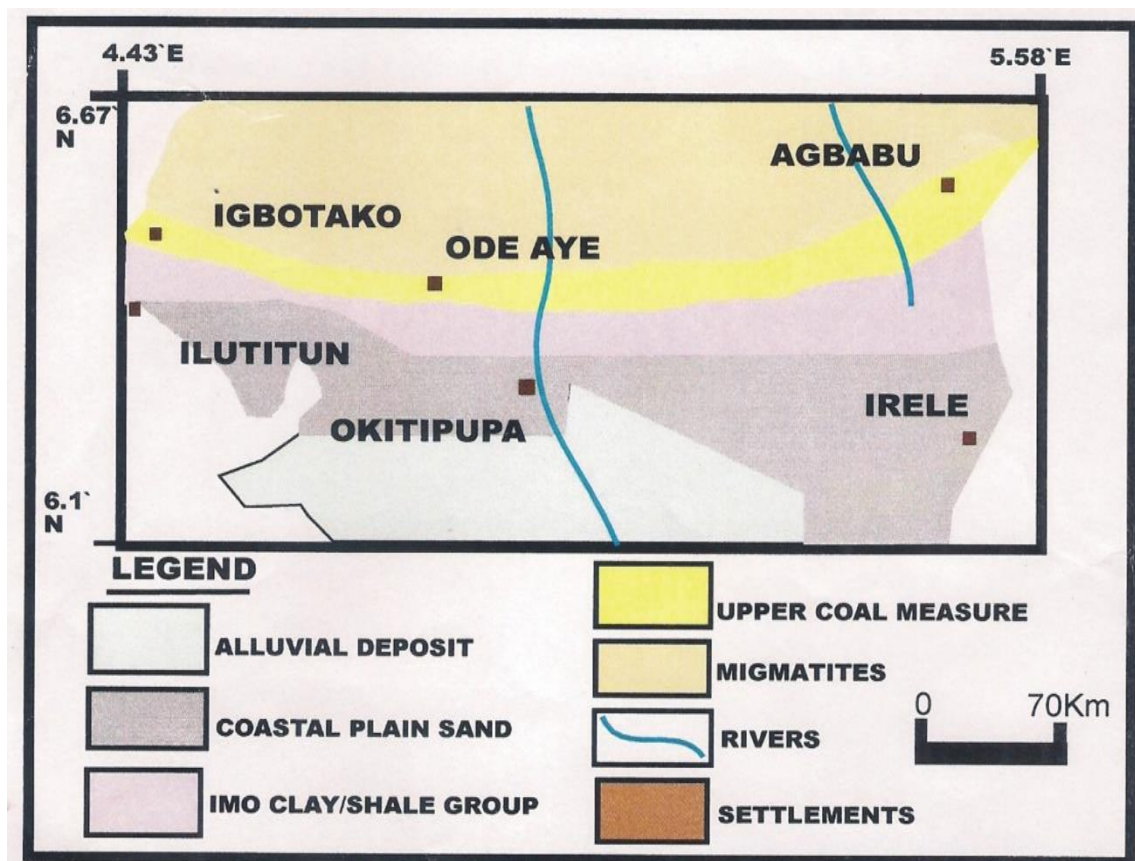 4.43`E
5.58`E
6.67`
N
AGBABU
IGBOTAKO
ODE AYE
ILUTITUN
OKITIPUPA
IRELE
6.1`
N
LEGEND
ALLUVIAL DEPOSIT
COASTAL PLAIN SAND
IMO CLAY/SHALE GROUP
UPPER COAL MEASURE
MIGMATITES
RIVERS
SETTLEMENTS
0 70Km